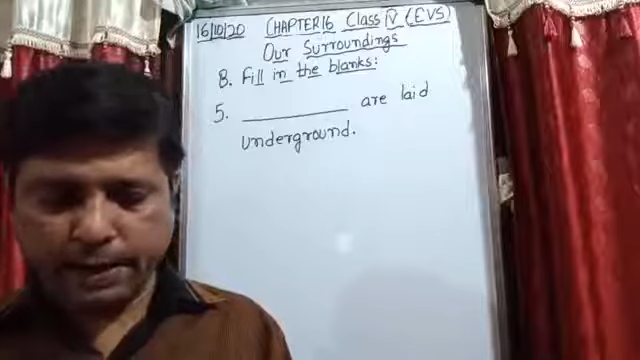 16/10/20 CHAPTER 16 Class IV (EVS)
Our Surroundings
B. Fill in the blanks:
5. __________ are laid
underground.